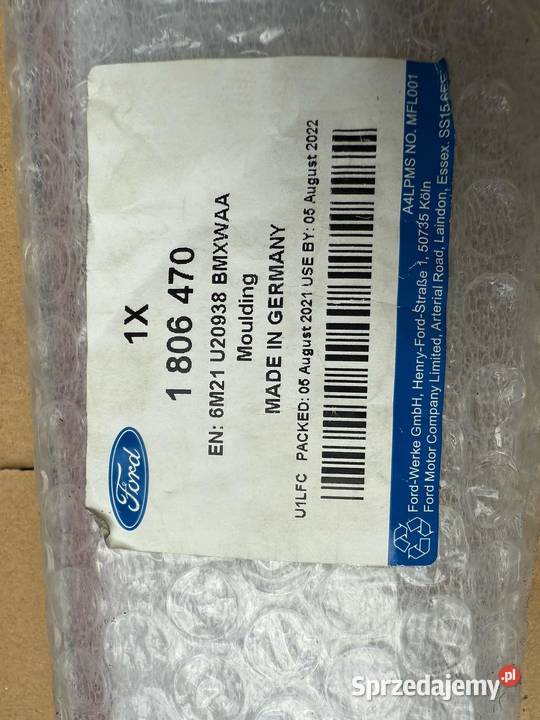 Ford
1X
1 806 470
EN: 6M21 U20938 BMXWAA
Moulding
MADE IN GERMANY
U1LFC PACKED: 05 August 2021 USE BY: 05 August 2022
A4LPMS NO. MFL001
Ford-Werke GmbH, Henry-Ford-Straße 1, 50735 Köln
Ford Motor Company Limited, Arterial Road, Laindon, Essex. SS15
Sprzedajemy.pl